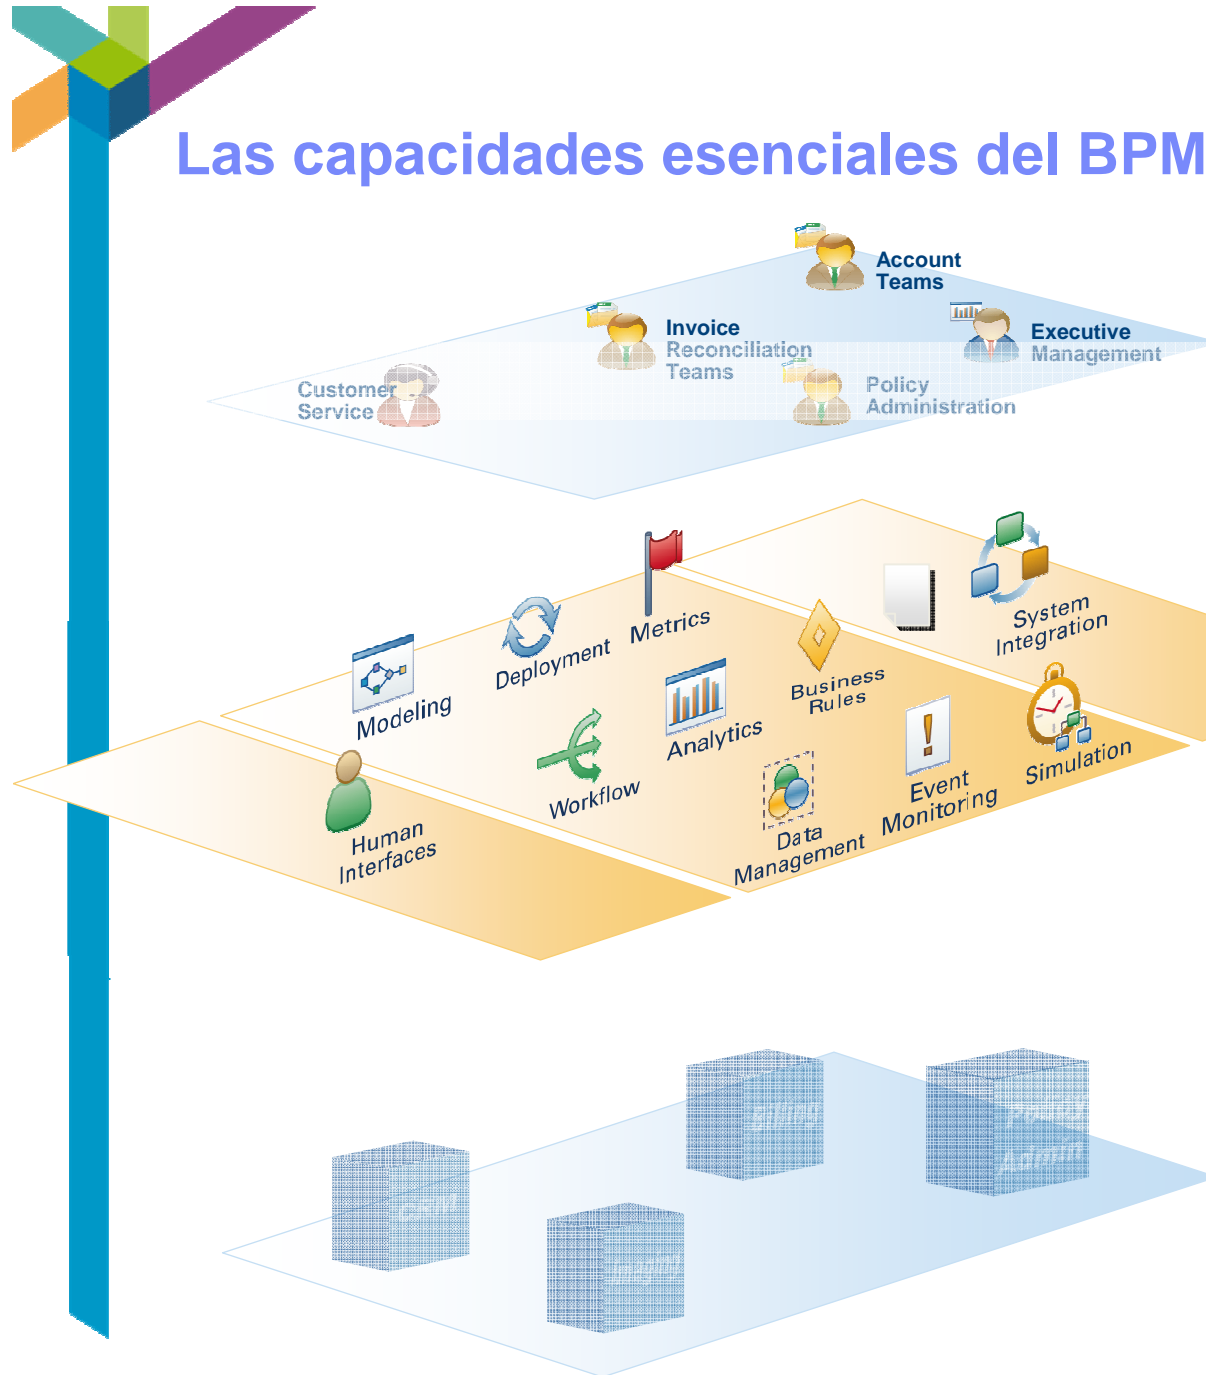 Las capacidades esenciales del BPM
Account
Teams
Invoice
Reconciliation
Teams
Executive
Management
Customer
Service
Policy
Administration
System
Integration
Metrics
Deployment
Modeling
Business
Rules
Analytics
Workflow
Simulation
Event
Monitoring
Data
Management
Human
Interfaces
Admin